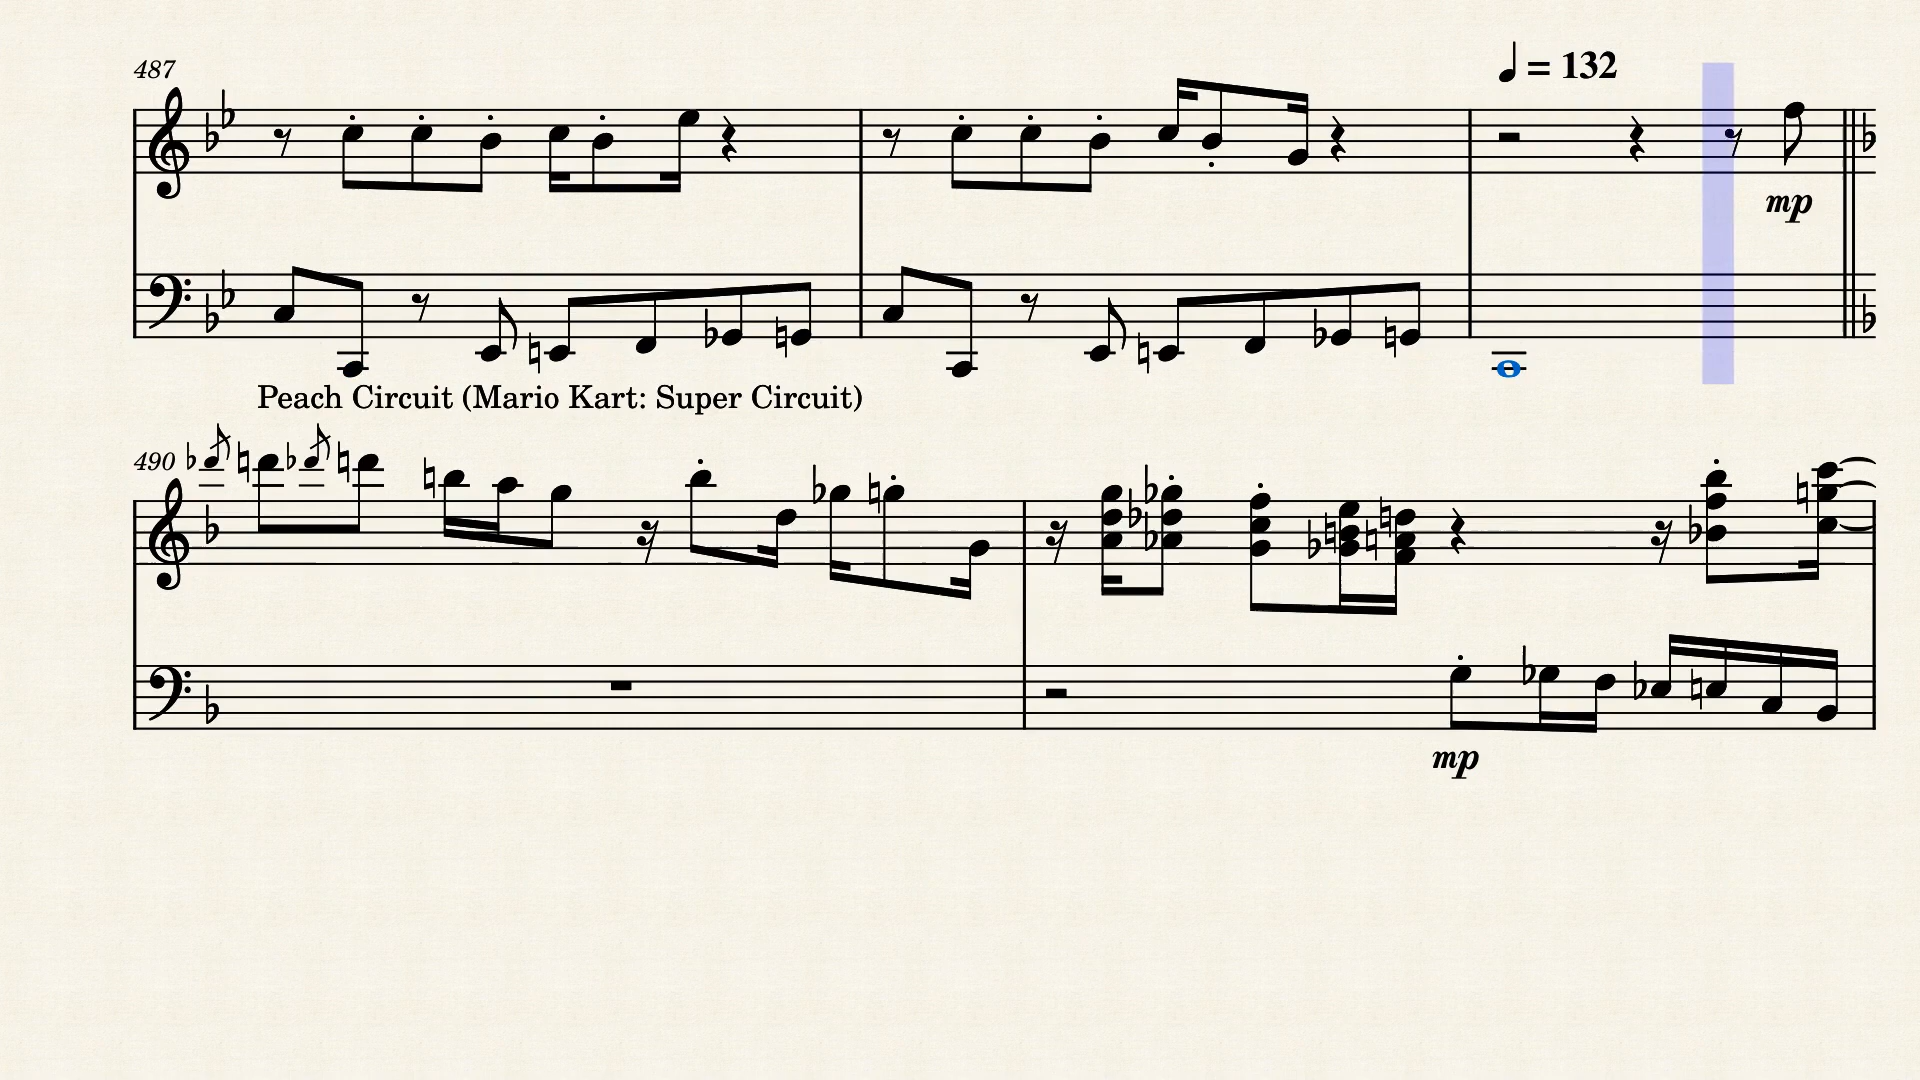 487
♩ = 132
mp
Peach Circuit (Mario Kart: Super Circuit)
490
mp